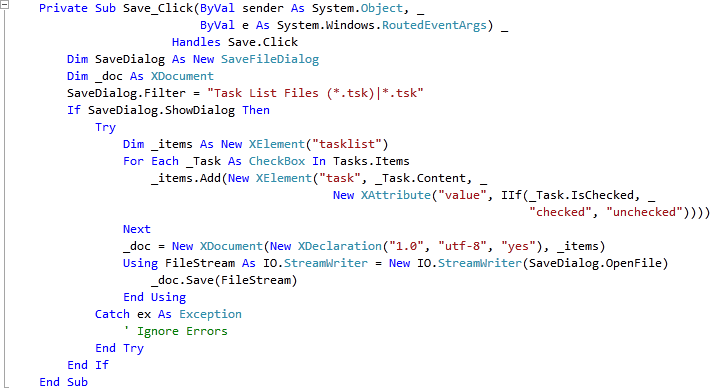 Private Sub Save_Click(ByVal sender As System.Object, _
ByVal e As System.Windows.RoutedEventArgs) _
Handles Save.Click
Dim SaveDialog As New SaveFileDialog
Dim _doc As XDocument
SaveDialog.Filter = "Task List Files (*.tsk)|*.tsk"
If SaveDialog.ShowDialog Then
Try
Dim _items As New XElement("tasklist")
For Each _Task As CheckBox In Tasks.Items
_items.Add(New XElement("task", _Task.Content, _
New XAttribute("value", IIf(_Task.IsChecked, _
"checked", "unchecked"))))
Next
_doc = New XDocument(New XDeclaration("1.0", "utf-8", "yes"), _items)
Using FileStream As IO.StreamWriter = New IO.StreamWriter(SaveDialog.OpenFile)
_doc.Save(FileStream)
End Using
Catch ex As Exception
' Ignore Errors
End Try
End If
End Sub